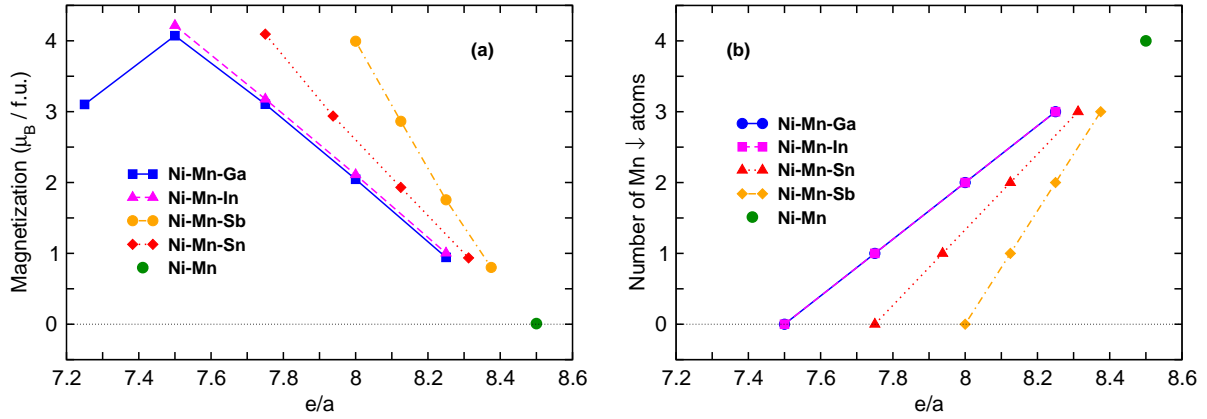 (a)
Magnetization (μB / f.u.)
4
3
2
1
0
Ni-Mn-Ga
Ni-Mn-In
Ni-Mn-Sb
Ni-Mn-Sn
Ni-Mn
7.2 7.4 7.6 7.8 8 8.2 8.4 8.6
e/a
(b)
Number of Mn ↓ atoms
4
3
2
1
0
Ni-Mn-Ga
Ni-Mn-In
Ni-Mn-Sn
Ni-Mn-Sb
Ni-Mn
7.2 7.4 7.6 7.8 8 8.2 8.4 8.6
e/a